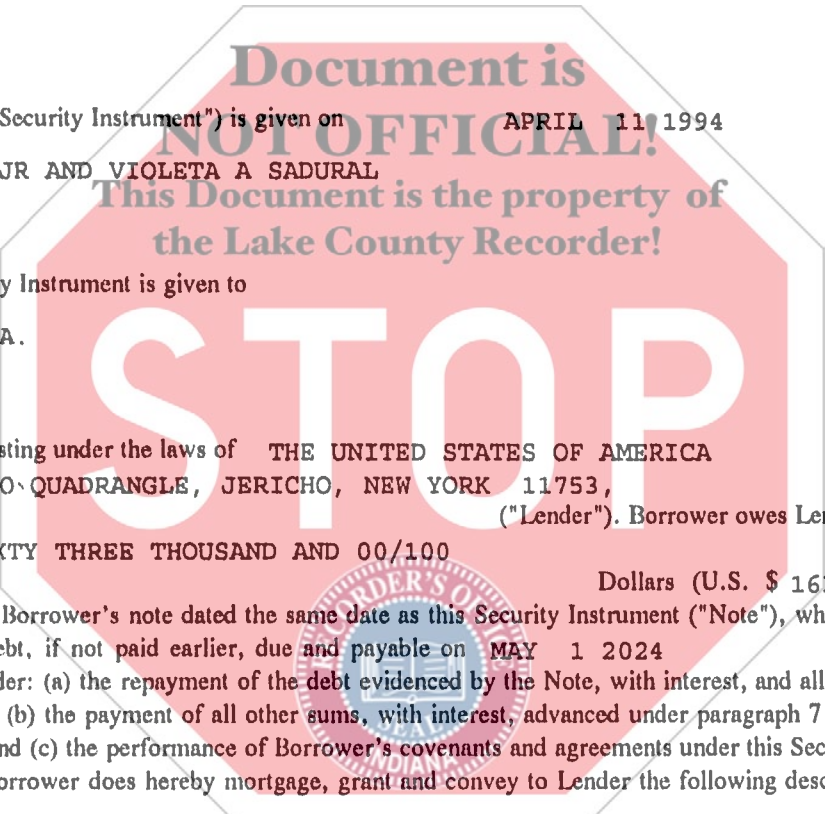 Document is
Security Instrument") is given on APRIL 11 1994
NOT OFFICIAL!
JR AND VIOLETA A SADURAL
This Document is the property of
the Lake County Recorder!
y Instrument is given to
A.
STOP
sting under the laws of THE UNITED STATES OF AMERICA
O QUADRANGLE, JERICHO, NEW YORK 11753,
("Lender"). Borrower owes Len
XTY THREE THOUSAND AND 00/100
Dollars (U.S. $ 163
Borrower's note dated the same date as this Security Instrument ("Note"), wh
ebt, if not paid earlier, due and payable on MAY 1 2024
der: (a) the repayment of the debt evidenced by the Note, with interest, and all
(b) the payment of all other sums, with interest, advanced under paragraph 7
nd (c) the performance of Borrower's covenants and agreements under this Sec
orrower does hereby mortgage, grant and convey to Lender the following desc
RECORDER'S OFFICE
SEAL
INDIANA